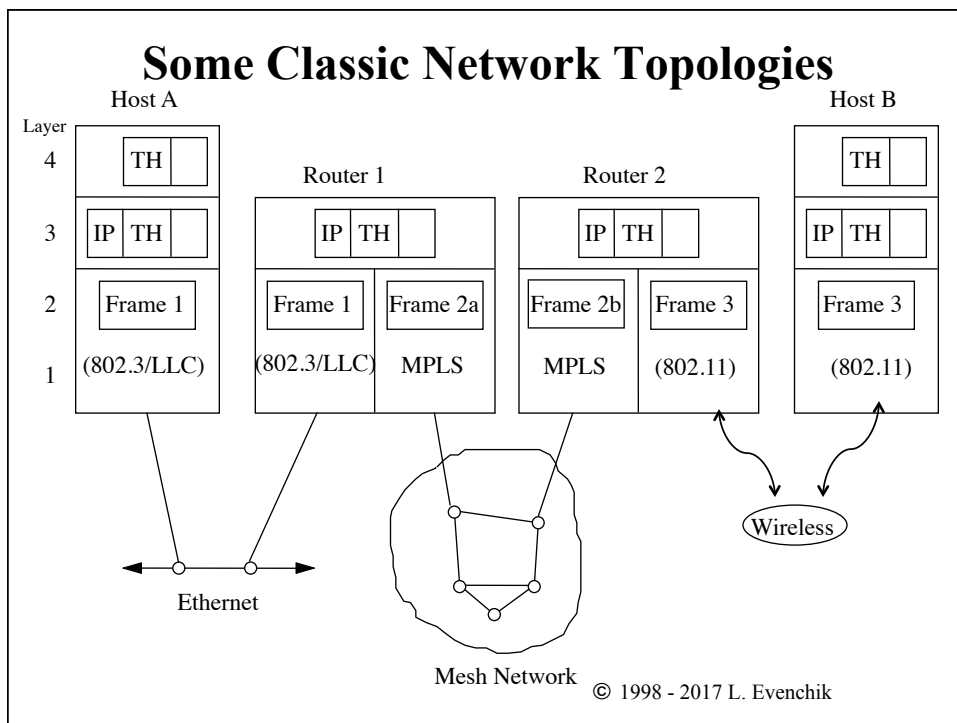 Some Classic Network Topologies
Host A
Host B
Layer
4
TH
TH
Router 1
Router 2
3
IP TH
IP TH
IP TH
IP TH
2
Frame 1
Frame 1
Frame 2a
Frame 2b
Frame 3
Frame 3
1
(802.3/LLC)
(802.3/LLC)
MPLS
MPLS
(802.11)
(802.11)
Wireless
Ethernet
Mesh Network
© 1998 - 2017 L. Evenchik